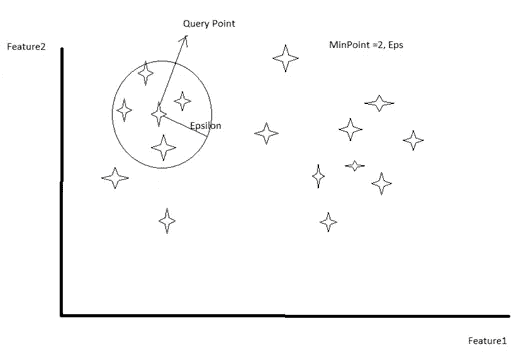 Query Point
Feature2
MinPoint =2, Eps
Epsilon
Feature1